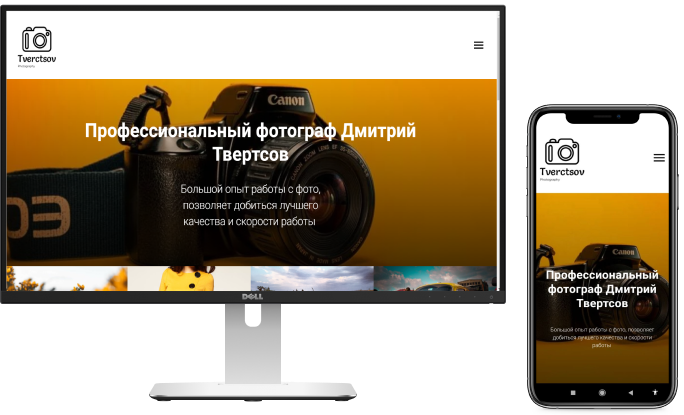 Tverctsov
Photography
Canon
Профессиональный фотограф Дмитрий
Твертсов
Большой опыт работы с фото,
позволяет добиться лучшего
качества и скорости работы
DELL
Tverctsov
Photography
Профессиональный
фотограф Дмитрий
Твертсов
Большой опыт работы с фото, позволяет
добиться лучшего качества и скорости
работы